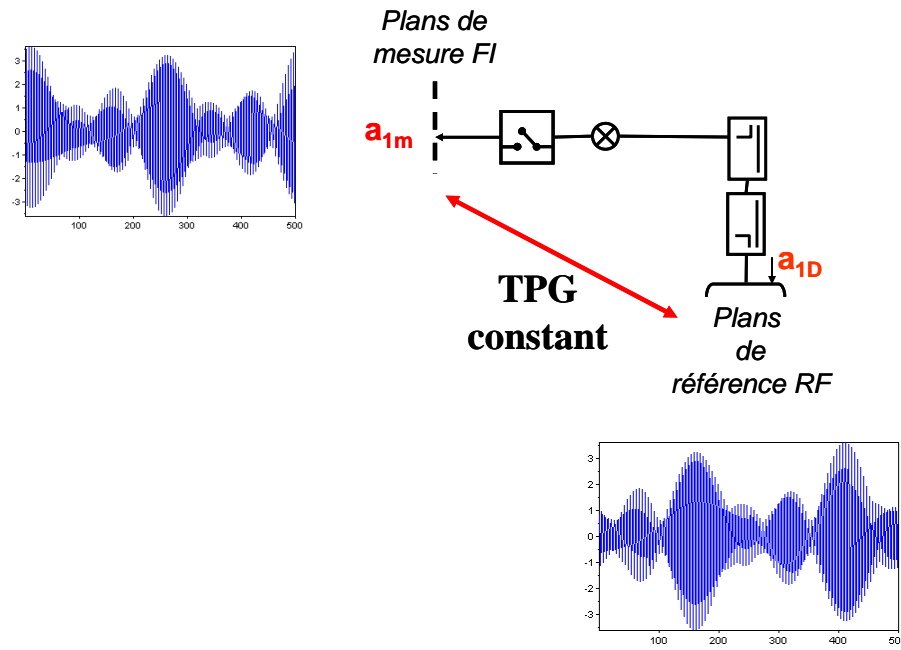 Plans de
mesure FI
3
2
1
0
-1
-2
-3
100 200 300 400 500
a1m
a1D
TPG
constant
Plans
de
référence RF
3
2
1
0
-1
-2
-3
100 200 300 400 50